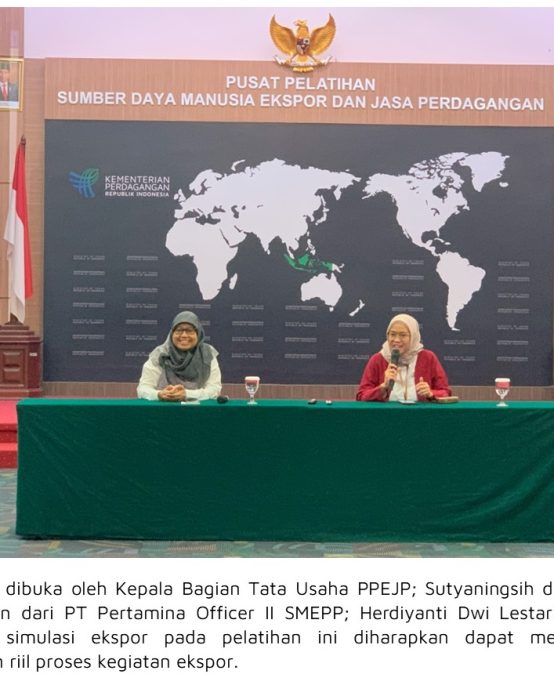 PUSAT PELATIHAN
SUMBER DAYA MANUSIA EKSPOR DAN JASA PERDAGANGAN
KEMENTERIAN
PERDAGANGAN
REPUBLIK INDONESIA
dibuka oleh Kepala Bagian Tata Usaha PPEJP; Sutyaningsih d
n dari PT Pertamina Officer II SMEPP; Herdiyanti Dwi Lestar
simulasi ekspor pada pelatihan ini diharapkan dapat me
riil proses kegiatan ekspor.